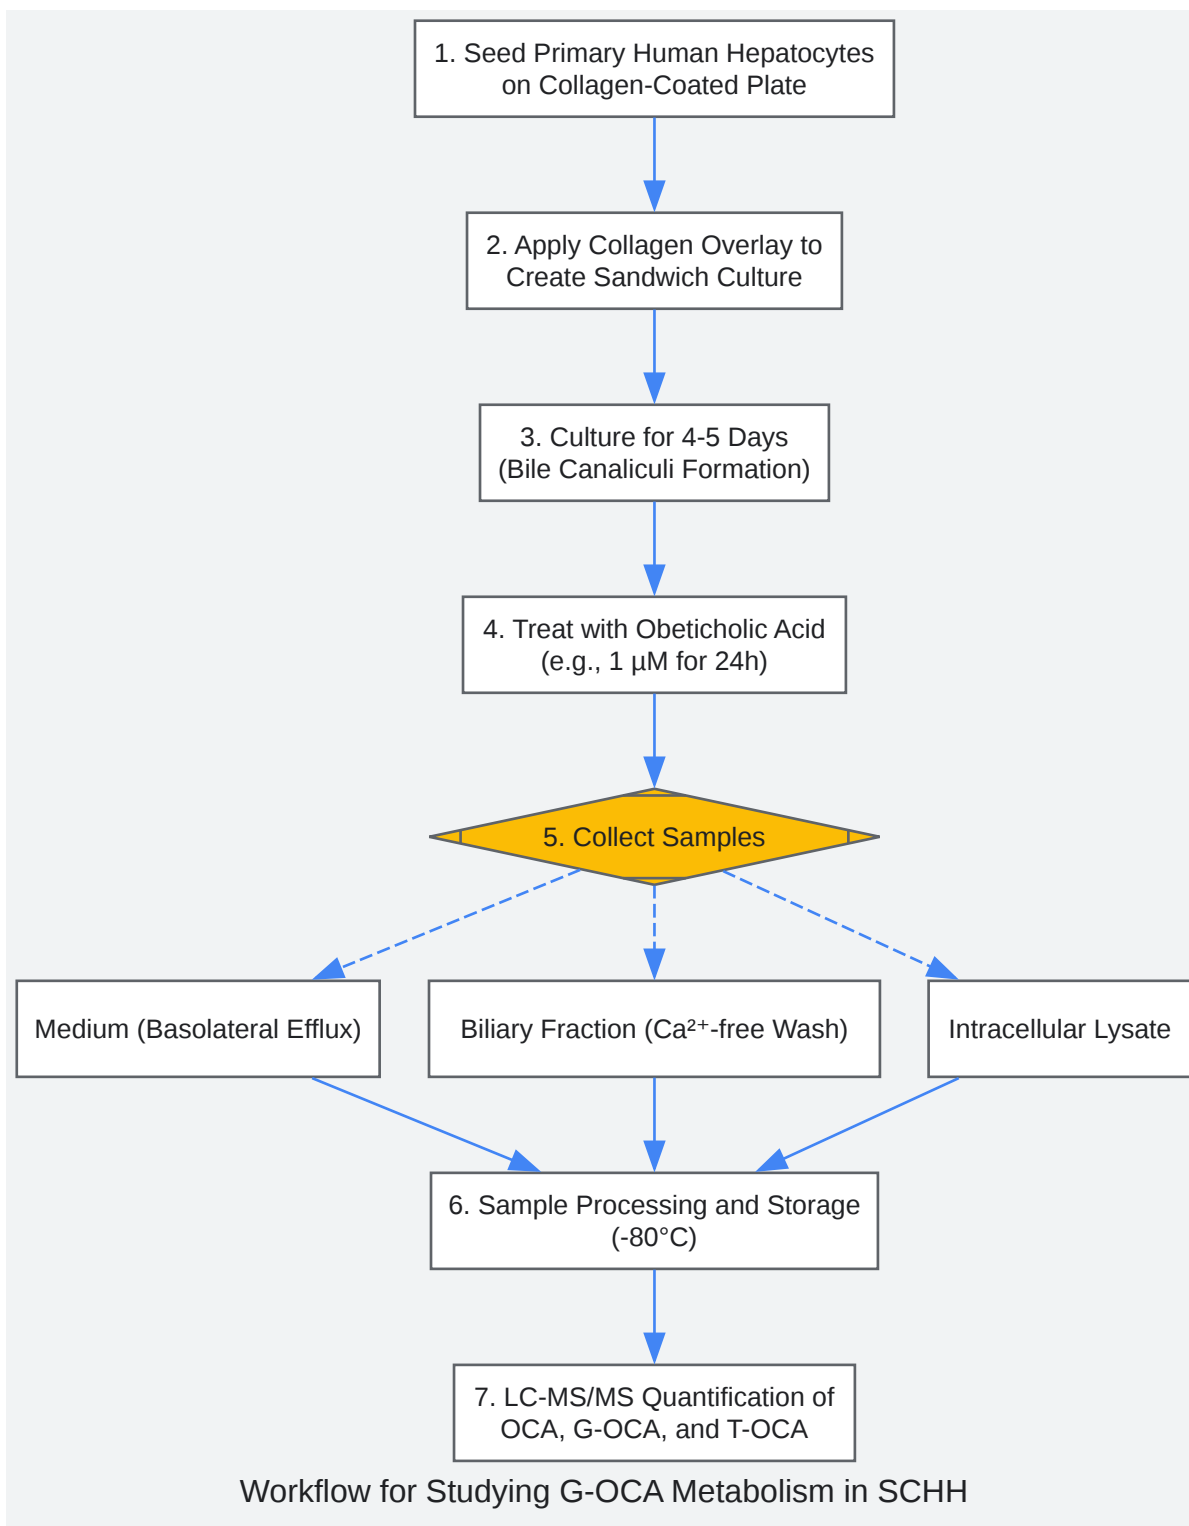 1. Seed Primary Human Hepatocytes
on Collagen-Coated Plate
2. Apply Collagen Overlay to
Create Sandwich Culture
3. Culture for 4-5 Days
(Bile Canaliculi Formation)
4. Treat with Obeticholic Acid
(e.g., 1 µM for 24h)
5. Collect Samples
Medium (Basolateral Efflux)
Biliary Fraction (Ca²⁺-free Wash)
Intracellular Lysate
6. Sample Processing and Storage
(-80°C)
7. LC-MS/MS Quantification of
OCA, G-OCA, and T-OCA
Workflow for Studying G-OCA Metabolism in SCHH